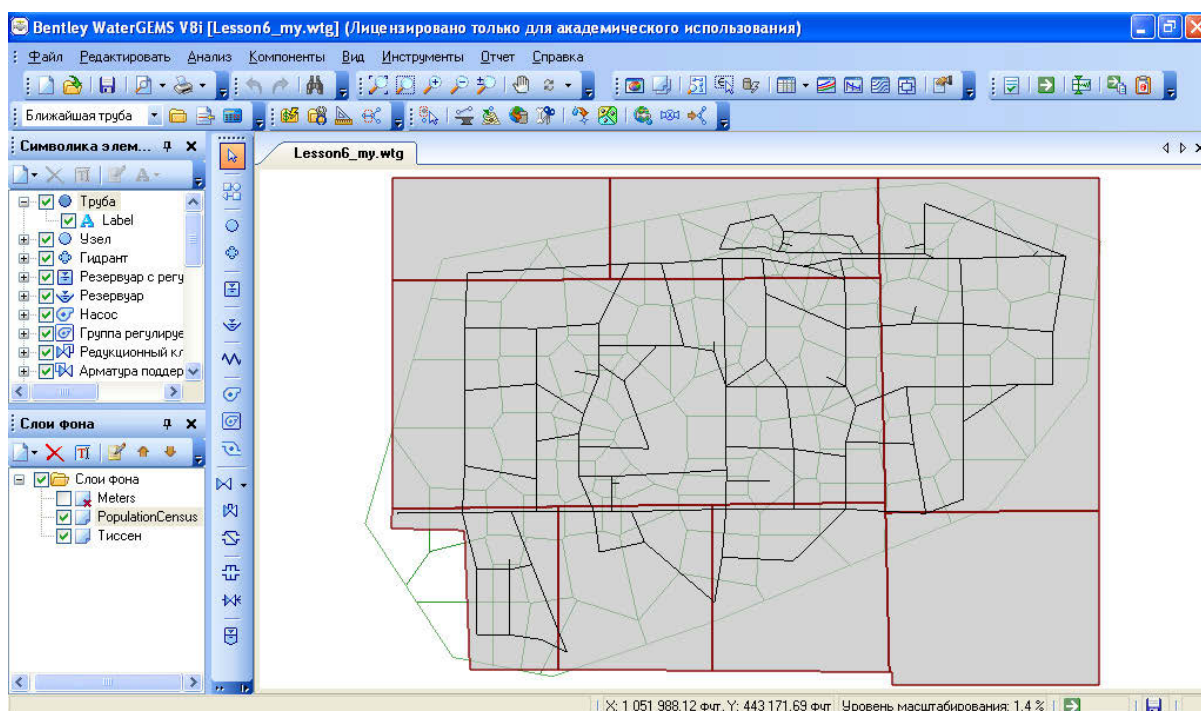 Bentley WaterGEMS V8i [Lesson6_my.wtg] (Лицензировано только для академического использования)
Файл Редактировать Анализ Компоненты Вид Инструменты Отчет Справка
Ближайшая труба
Символика элем...
Lesson6_my.wtg
Труба
Label
Узел
Гидрант
Резервуар с регу
Резервуар
Насос
Группа регулируе
Редукционный кл
Арматура поддер
Слои фона
Слои фона
Meters
PopulationCensus
Тиссен
X: 1 051 988,12 фут, Y: 443 171,69 фут Уровень масштабирования: 1,4 %